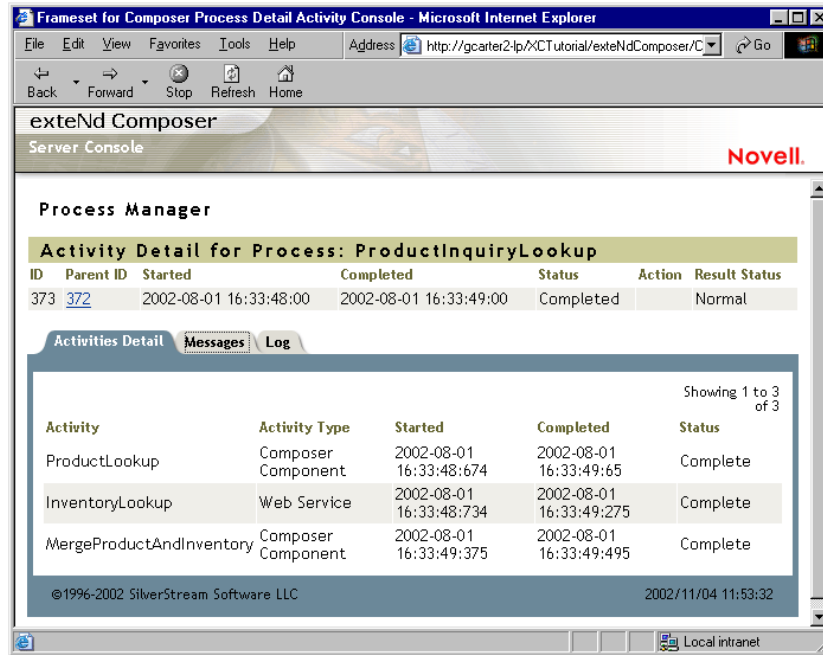 Frameset for Composer Process Detail Activity Console - Microsoft Internet Explorer
File Edit View Favorites Tools Help Address http://gcarter2-lp/XCTutorial/exteNdComposer/C Go
Back Forward Stop Refresh Home
exteNd Composer
Server Console
Novell.
Process Manager
Activity Detail for Process: ProductInquiryLookup
ID Parent ID Started Completed Status Action Result Status
373 372 2002-08-01 16:33:48:00 2002-08-01 16:33:49:00 Completed Normal
Activities Detail Messages Log
Showing 1 to 3
of 3
Activity Activity Type Started Completed Status
ProductLookup Composer Component 2002-08-01 16:33:48:674 2002-08-01 16:33:49:65 Complete
InventoryLookup Web Service 2002-08-01 16:33:48:734 2002-08-01 16:33:49:275 Complete
MergeProductAndInventory Composer Component 2002-08-01 16:33:49:375 2002-08-01 16:33:49:495 Complete
©1996-2002 SilverStream Software LLC 2002/11/04 11:53:32
Local intranet